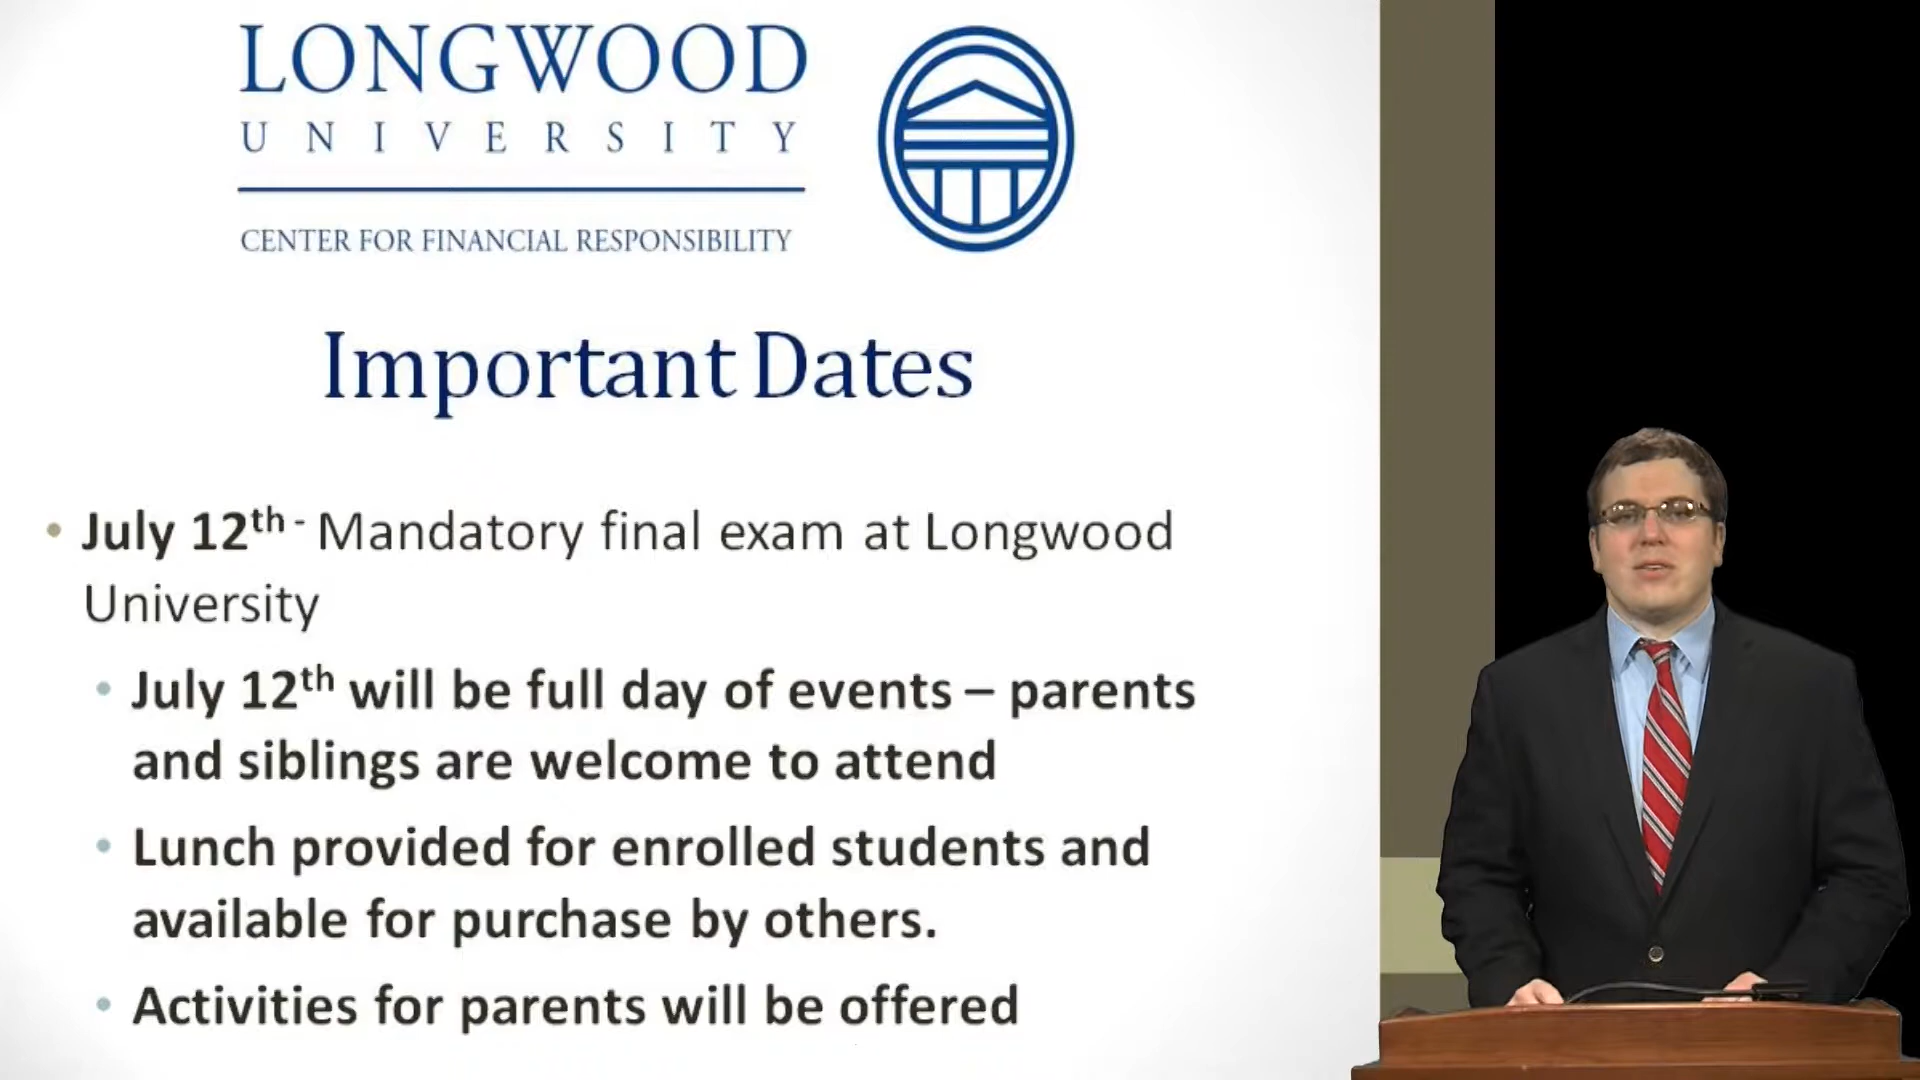 LONGWOOD
UNIVERSITY
CENTER FOR FINANCIAL RESPONSIBILITY
Important Dates
• July 12th - Mandatory final exam at Longwood
University
• July 12th will be full day of events – parents
and siblings are welcome to attend
• Lunch provided for enrolled students and
available for purchase by others.
• Activities for parents will be offered